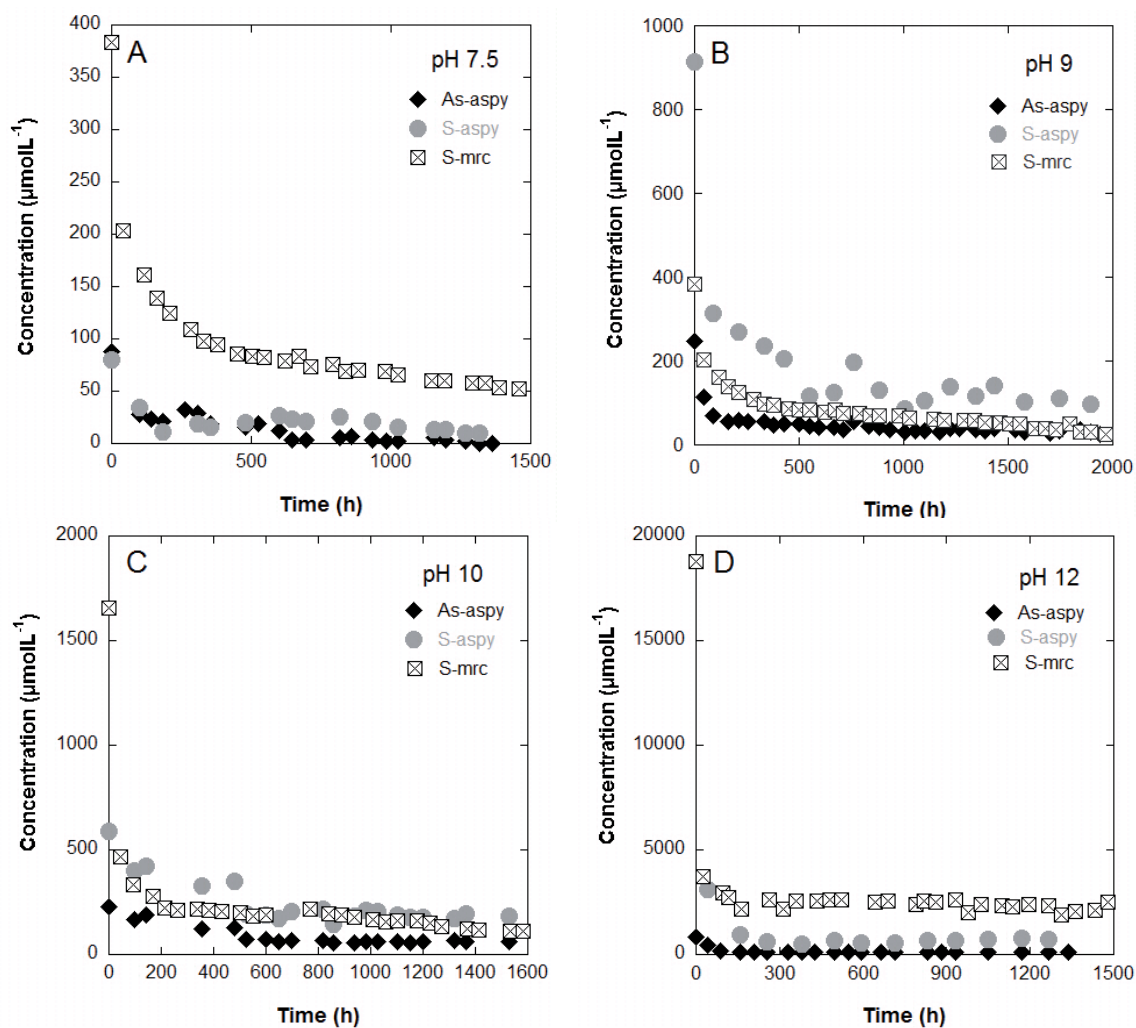 A
pH 7.5
As-aspy
S-aspy
S-mrc
400
350
300
250
200
150
100
50
0
0 500 1000 1500
Concentration (µmolL⁻¹)
Time (h)
B
pH 9
As-aspy
S-aspy
S-mrc
1000
800
600
400
200
0
0 500 1000 1500 2000
Concentration (µmolL⁻¹)
Time (h)
C
pH 10
As-aspy
S-aspy
S-mrc
2000
1500
1000
500
0
0 200 400 600 800 1000 1200 1400 1600
Concentration (µmolL⁻¹)
Time (h)
D
pH 12
As-aspy
S-aspy
S-mrc
20000
15000
10000
5000
0
0 300 600 900 1200 1500
Concentration (µmolL⁻¹)
Time (h)